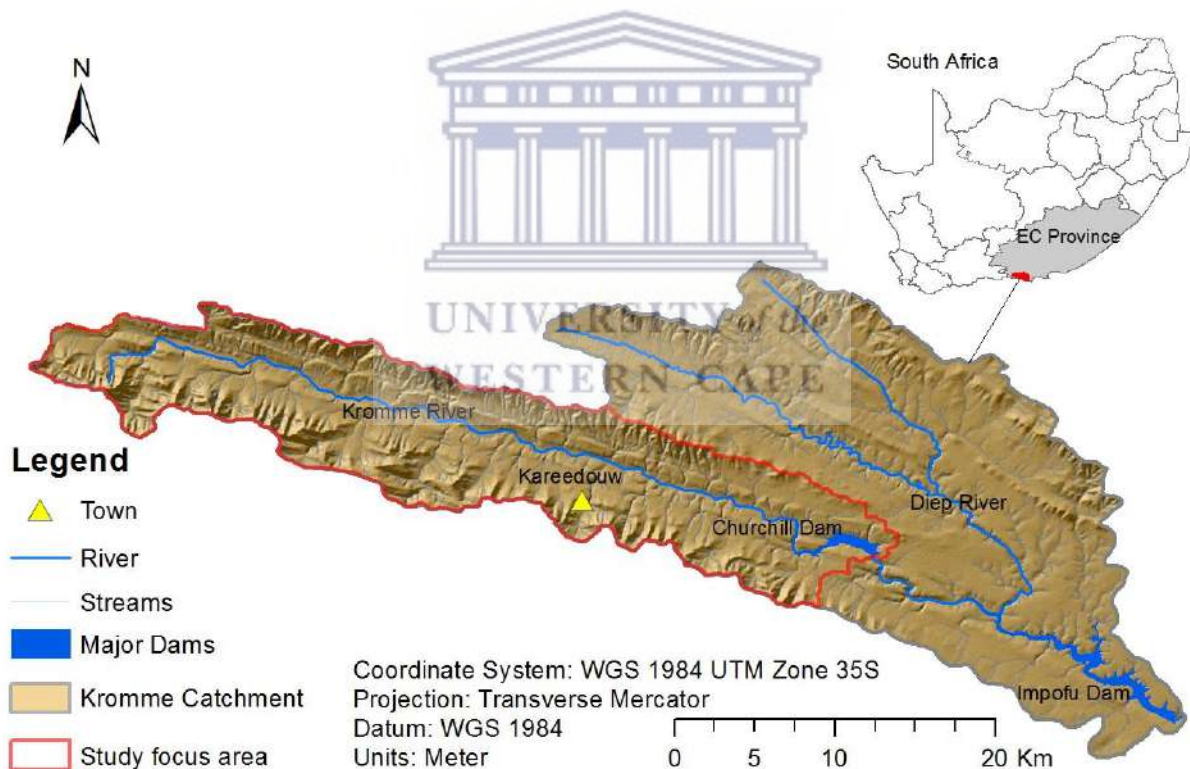 N
South Africa
EC Province
UNIVERSITY of the
WESTERN CAPE
Kromme River
Kareedouw
Churchill Dam
Diep River
Impofu Dam
Legend
Town
River
Streams
Major Dams
Kromme Catchment
Study focus area
Coordinate System: WGS 1984 UTM Zone 35S
Projection: Transverse Mercator
Datum: WGS 1984
Units: Meter
0 5 10 20 Km